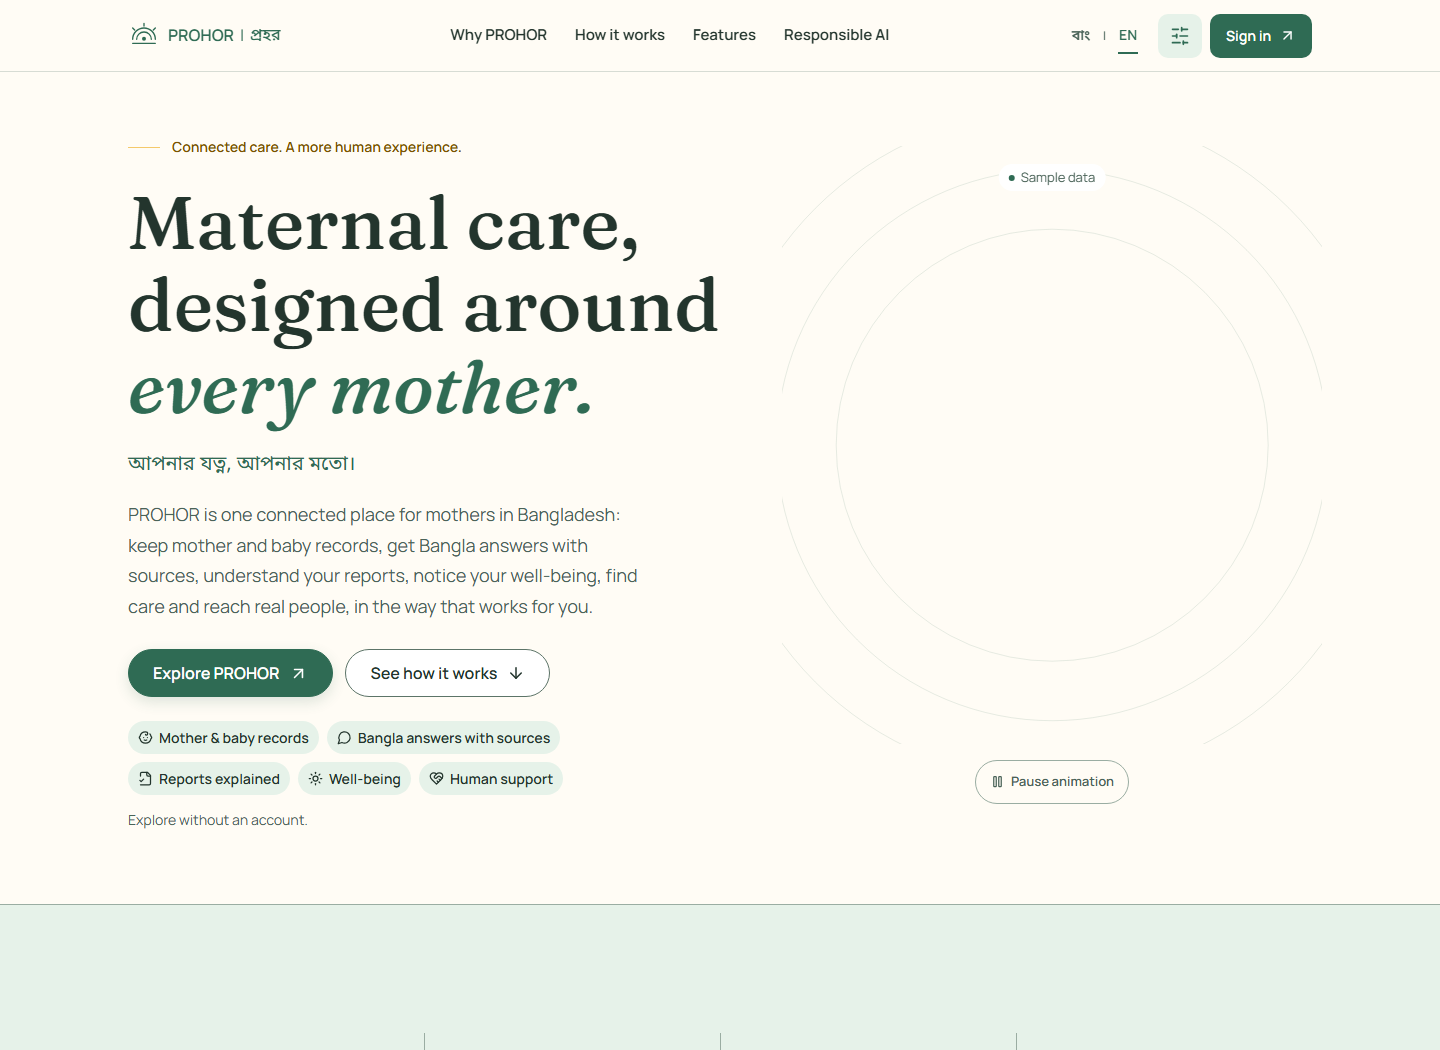 PROHOR | প্রহর
Why PROHOR
How it works
Features
Responsible AI
বাং | EN
Sign in
Connected care. A more human experience.
Maternal care,
designed around
every mother.
আপনার যত্ন, আপনার মতো।
PROHOR is one connected place for mothers in Bangladesh:
keep mother and baby records, get Bangla answers with
sources, understand your reports, notice your well-being, find
care and reach real people, in the way that works for you.
Explore PROHOR
See how it works
Mother & baby records
Bangla answers with sources
Reports explained
Well-being
Human support
Explore without an account.
Sample data
Pause animation